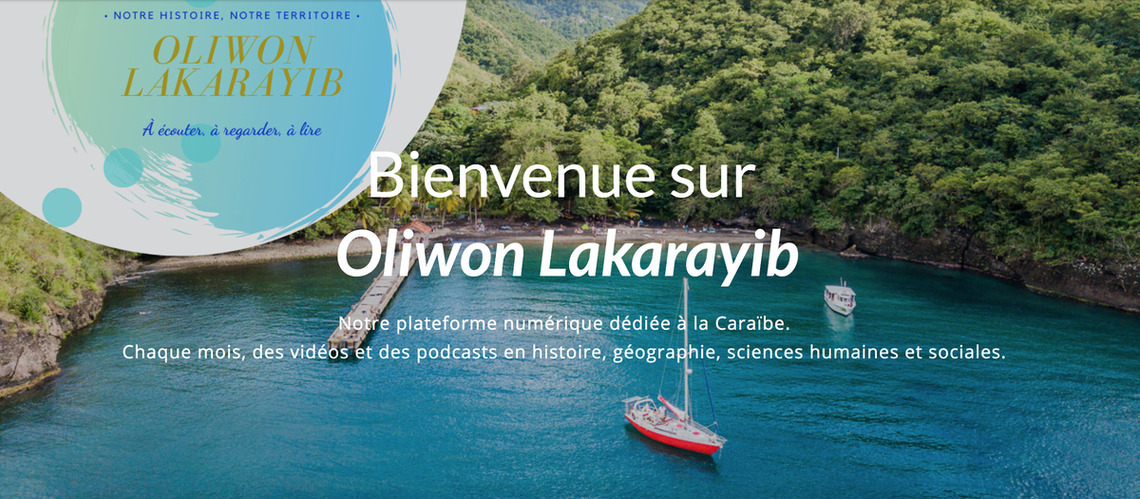 • NOTRE HISTOIRE, NOTRE TERRITOIRE •
OLIWON
LAKARAYIB
À écouter, à regarder, à lire
Bienvenue sur
Oliwon Lakarayib
Notre plateforme numérique dédiée à la Caraïbe.
Chaque mois, des vidéos et des podcasts en histoire, géographie, sciences humaines et sociales.